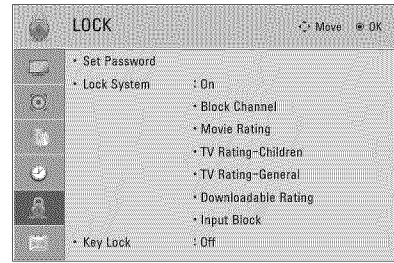 LOCK Move OK
• Set Password
• Lock System : On
• Block Channel
• Movie Rating
• TV Rating-Children
• TV Rating-General
• Downloadable Rating
• Input Block
• Key Lock : Off